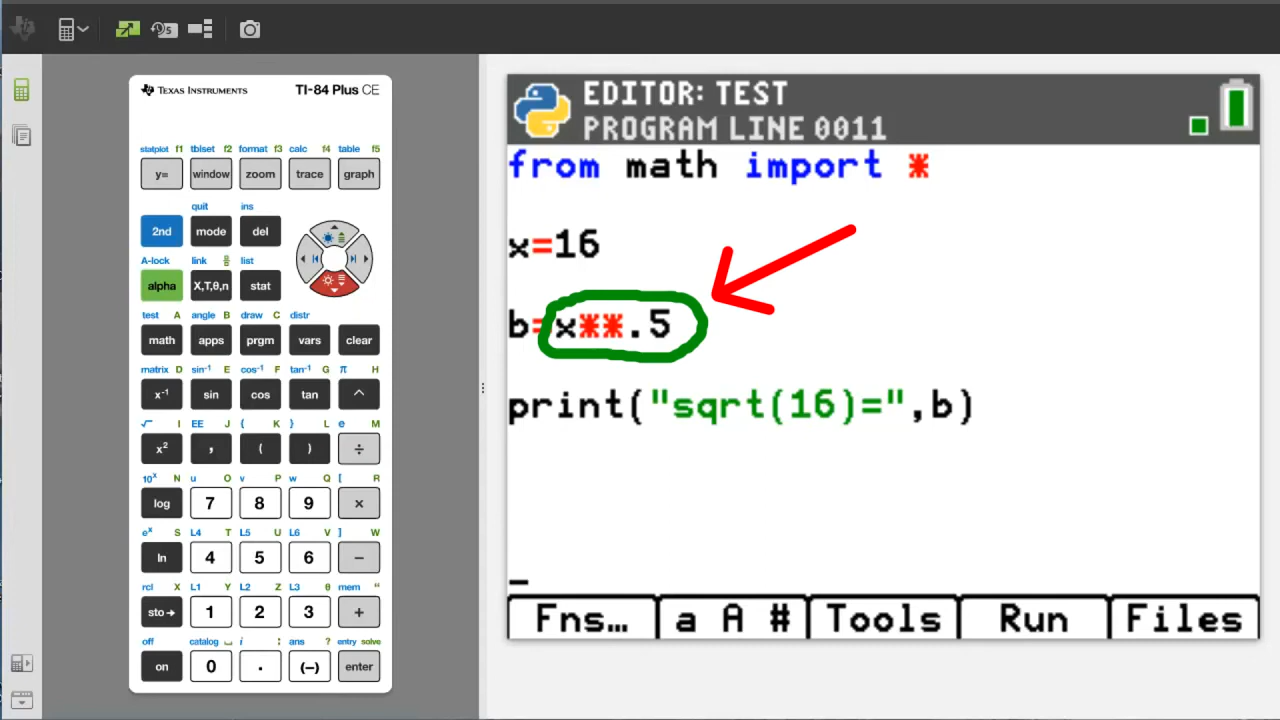 TEXAS INSTRUMENTS TI-84 Plus CE
statplot f1 tblset f2 format f3 calc f4 table f5
y= window zoom trace graph
quit ins
2nd mode del
A-lock link list
alpha X,T,θ,n stat
test A angle B draw C distr
math apps prgm vars clear
matrix D sin⁻¹ E cos⁻¹ F tan⁻¹ G π H
x⁻¹ sin cos tan ^
√ I EE J { K } L e M
x² , ( ) ÷
10ˣ N u O v P w Q [ R
log 7 8 9 ×
eˣ S L4 T L5 U L6 V ] W
ln 4 5 6 −
rcl X L1 Y L2 Z L3 θ mem "
sto→ 1 2 3 +
off catalog ⎵ i : ans ? entry solve
on 0 . (−) enter
EDITOR: TEST
PROGRAM LINE 0011
from math import *
x=16
b=x**.5
print("sqrt(16)=",b)
_
Fns… a A # Tools Run Files